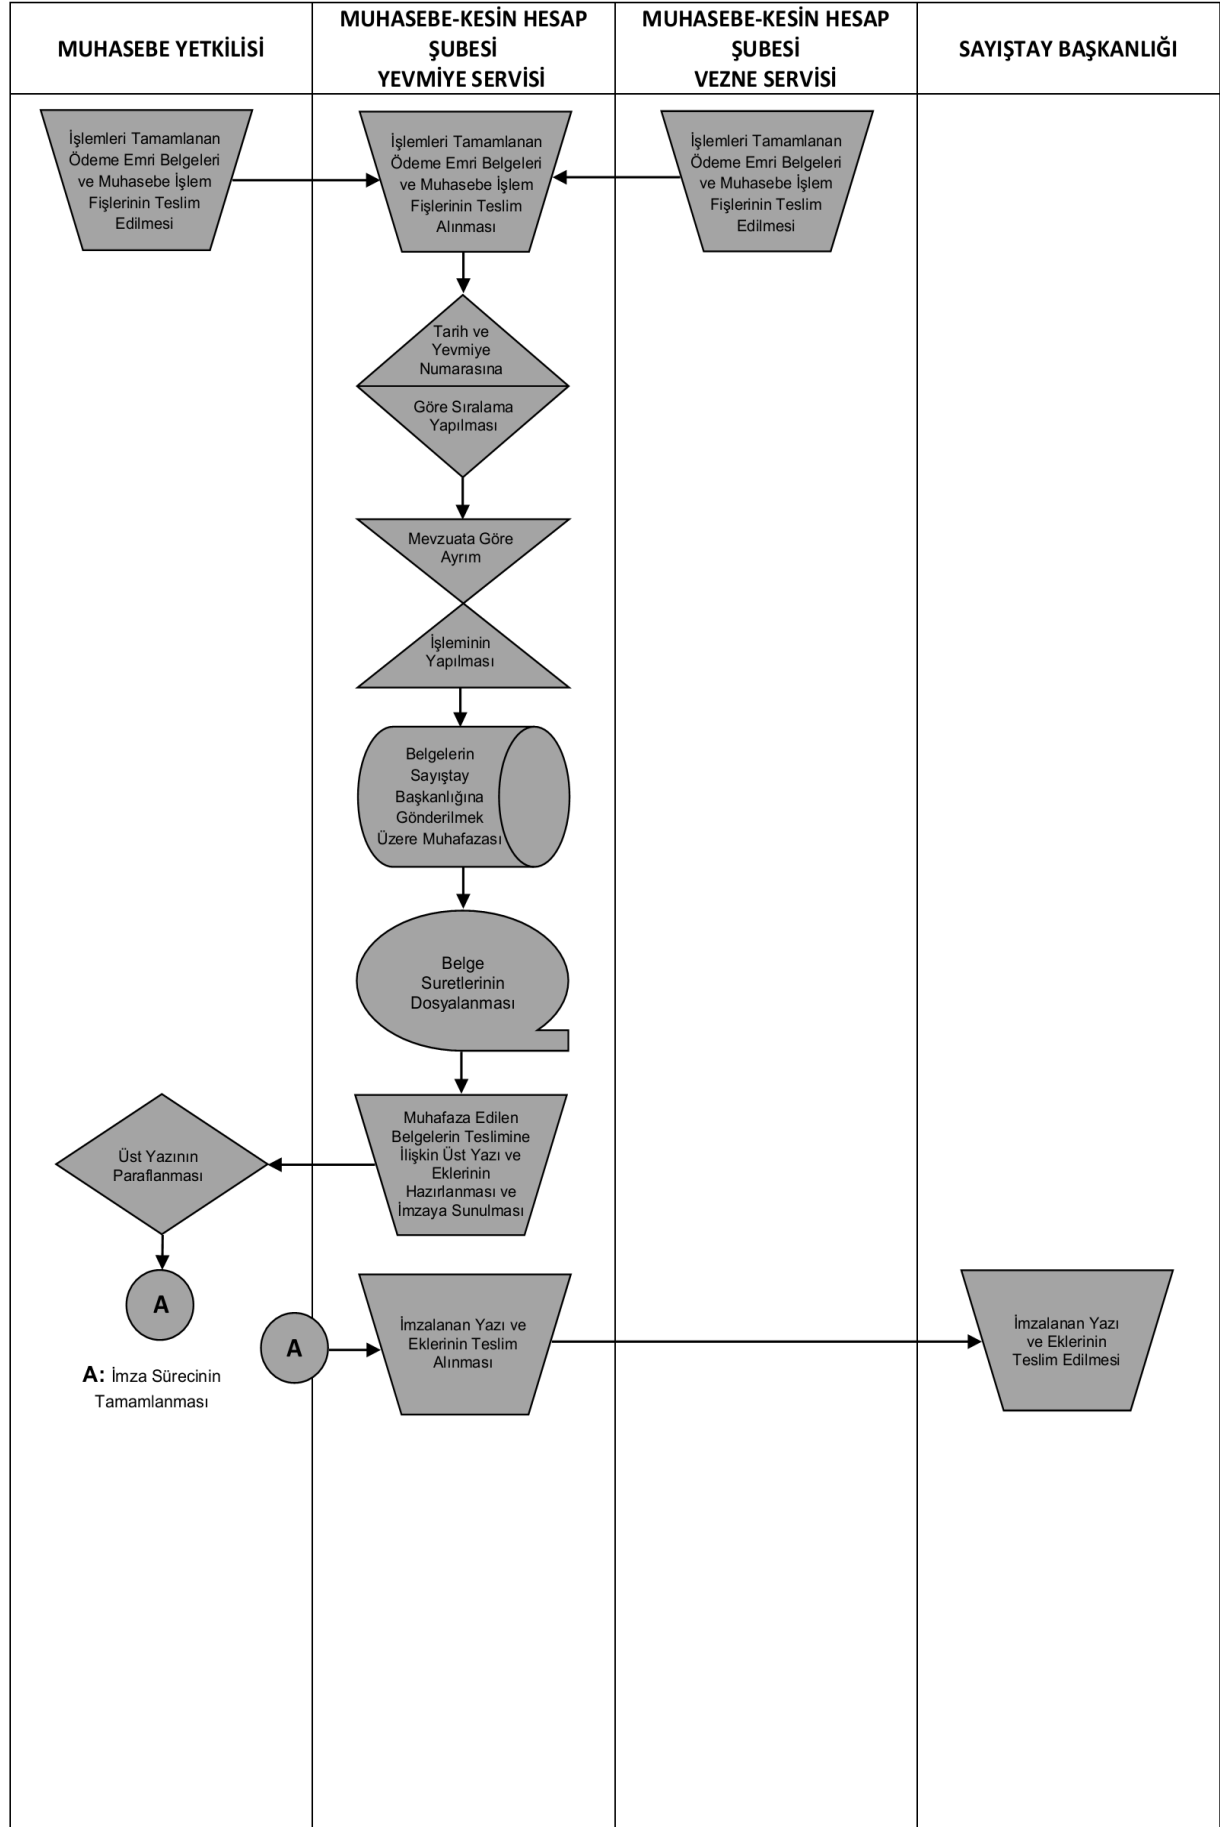 MUHASEBE YETKİLİSİ
MUHASEBE-KESİN HESAP
ŞUBESİ
YEVMİYE SERVİSİ
MUHASEBE-KESİN HESAP
ŞUBESİ
VEZNE SERVİSİ
SAYIŞTAY BAŞKANLIĞI
İşlemleri Tamamlanan
Ödeme Emri Belgeleri
ve Muhasebe İşlem
Fişlerinin Teslim
Edilmesi
İşlemleri Tamamlanan
Ödeme Emri Belgeleri
ve Muhasebe İşlem
Fişlerinin Teslim
Alınması
İşlemleri Tamamlanan
Ödeme Emri Belgeleri
ve Muhasebe İşlem
Fişlerinin Teslim
Edilmesi
Tarih ve
Yevmiye
Numarasına
Göre Sıralama
Yapılması
Mevzuata Göre
Ayrım
İşleminin
Yapılması
Belgelerin
Sayıştay
Başkanlığına
Gönderilmek
Üzere Muhafazası
Belge
Suretlerinin
Dosyalanması
Muhafaza Edilen
Belgelerin Teslimine
İlişkin Üst Yazı ve
Eklerinin
Hazırlanması ve
İmzaya Sunulması
Üst Yazının
Paraflanması
A
A: İmza Sürecinin
Tamamlanması
A
İmzalanan Yazı ve
Eklerinin Teslim
Alınması
İmzalanan Yazı
ve Eklerinin
Teslim Edilmesi